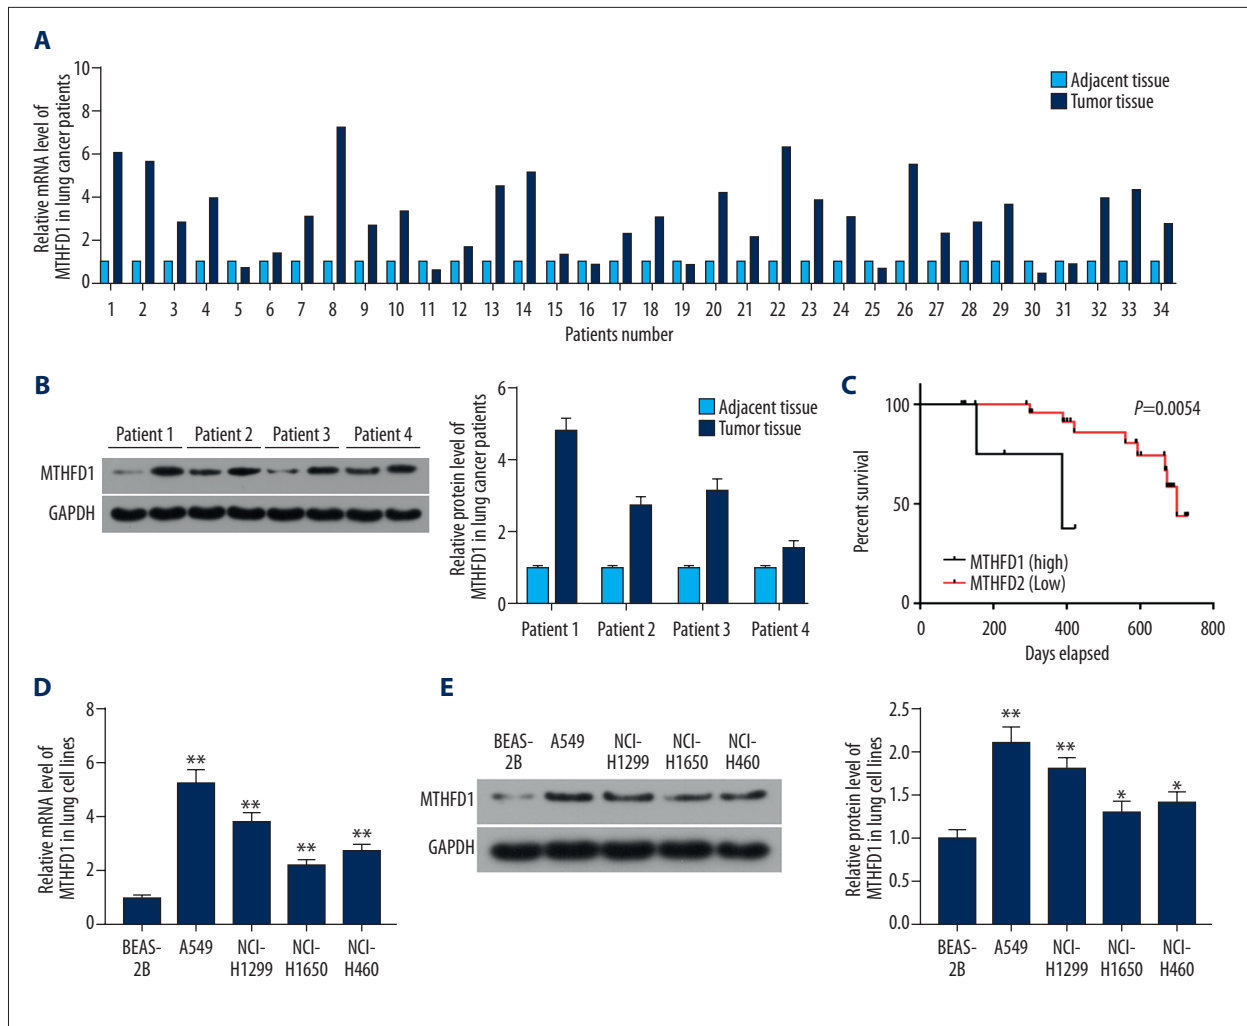 A
Relative mRNA level of
MTHFD1 in lung cancer patients
10
8
6
4
2
0
Adjacent tissue
Tumor tissue
1 2 3 4 5 6 7 8 9 10 11 12 13 14 15 16 17 18 19 20 21 22 23 24 25 26 27 28 29 30 31 32 33 34
Patients number
B
Patient 1 Patient 2 Patient 3 Patient 4
MTHFD1
GAPDH
Relative protein level of
MTHFD1 in lung cancer patients
6
4
2
0
Adjacent tissue
Tumor tissue
Patient 1 Patient 2 Patient 3 Patient 4
C
Percent survival
100
50
0
P=0.0054
MTHFD1 (high)
MTHFD2 (Low)
0 200 400 600 800
Days elapsed
D
Relative mRNA level of
MTHFD1 in lung cell lines
8
6
4
2
0
** ** ** **
BEAS-
2B
A549
NCI-
H1299
NCI-
H1650
NCI-
H460
E
BEAS-
2B
A549
NCI-
H1299
NCI-
H1650
NCI-
H460
MTHFD1
GAPDH
Relative protein level of
MTHFD1 in lung cell lines
2.5
2.0
1.5
1.0
0.5
0.0
** ** * *
BEAS-
2B
A549
NCI-
H1299
NCI-
H1650
NCI-
H460